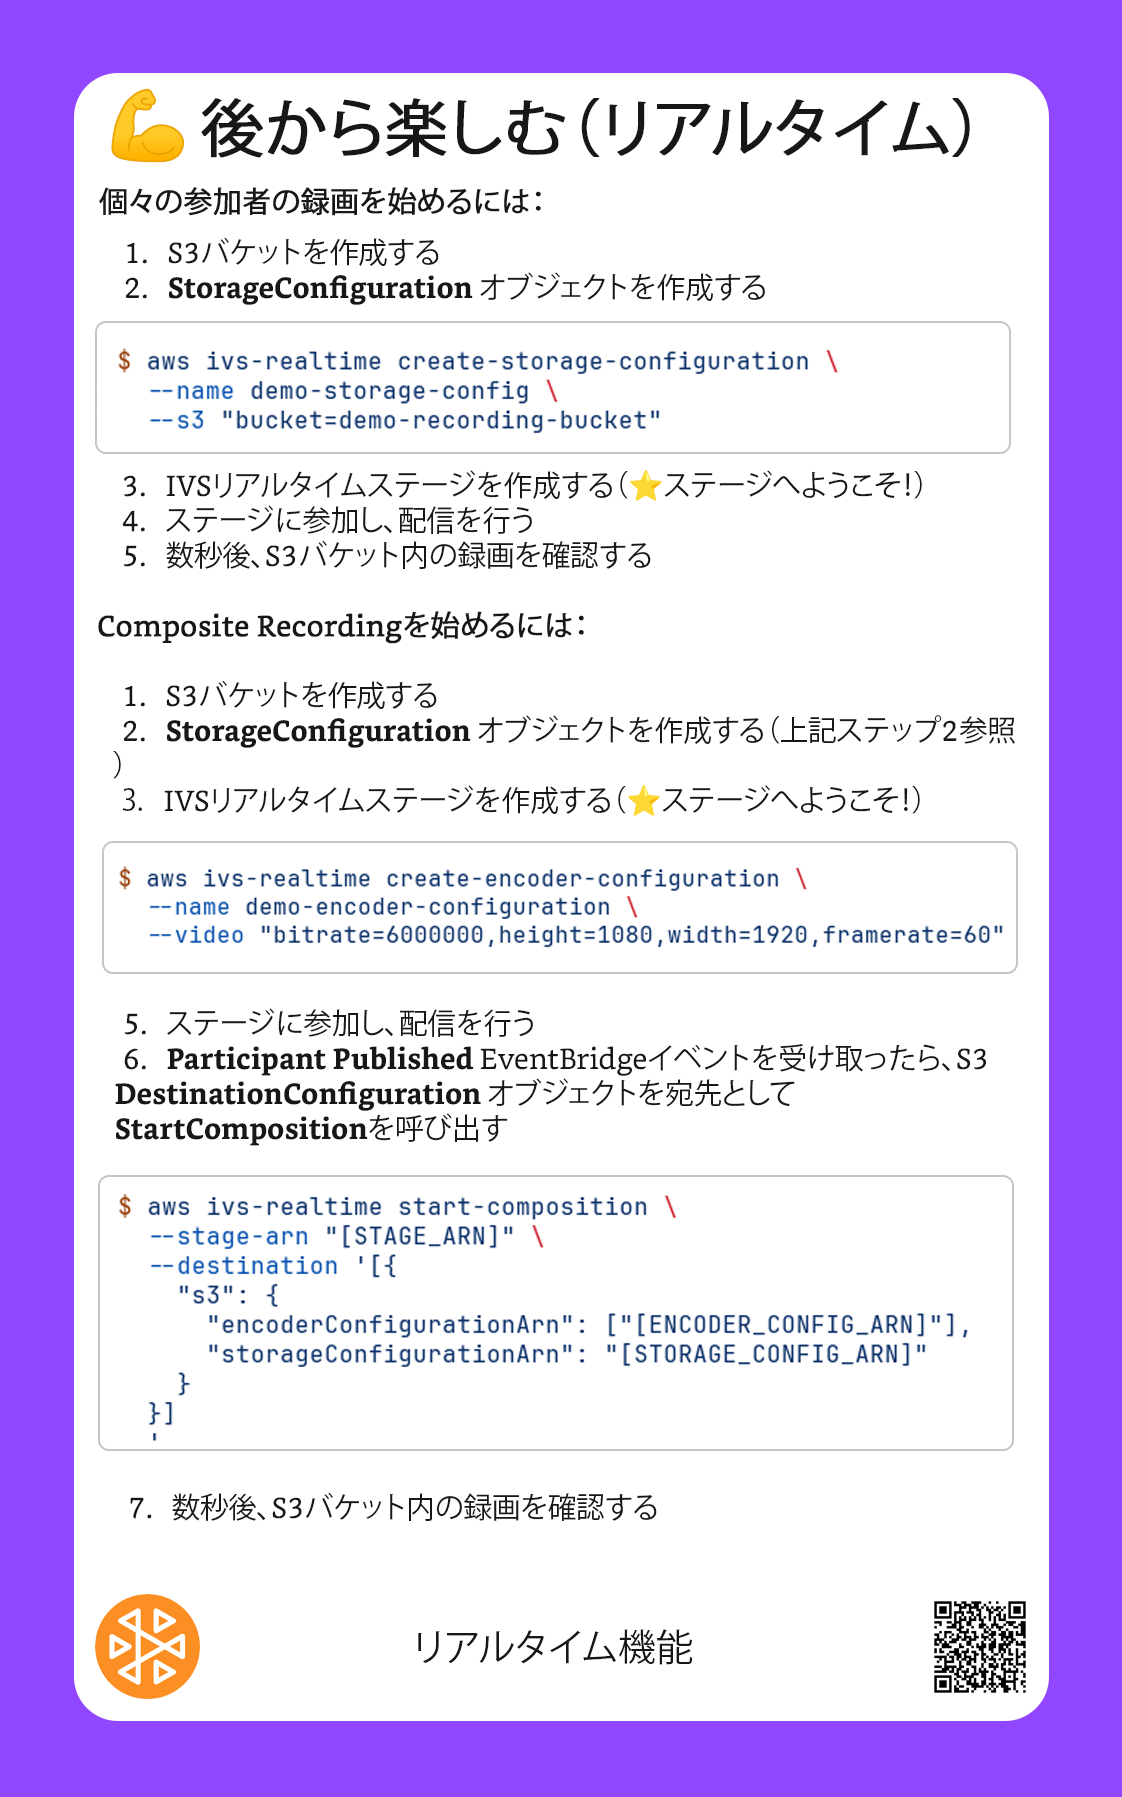 💪 後から楽しむ（リアルタイム）
個々の参加者の録画を始めるには：
1. S3バケットを作成する
2. StorageConfiguration オブジェクトを作成する
$ aws ivs-realtime create-storage-configuration \
--name demo-storage-config \
--s3 "bucket=demo-recording-bucket"
3. IVSリアルタイムステージを作成する（⭐ステージへようこそ！）
4. ステージに参加し、配信を行う
5. 数秒後、S3バケット内の録画を確認する
Composite Recordingを始めるには：
1. S3バケットを作成する
2. StorageConfiguration オブジェクトを作成する（上記ステップ2参照
）
3. IVSリアルタイムステージを作成する（⭐ステージへようこそ！）
$ aws ivs-realtime create-encoder-configuration \
--name demo-encoder-configuration \
--video "bitrate=6000000,height=1080,width=1920,framerate=60"
5. ステージに参加し、配信を行う
6. Participant Published EventBridgeイベントを受け取ったら、S3
DestinationConfiguration オブジェクトを宛先として
StartCompositionを呼び出す
$ aws ivs-realtime start-composition \
--stage-arn "[STAGE_ARN]" \
--destination '[{
"s3": {
"encoderConfigurationArn": ["[ENCODER_CONFIG_ARN]"],
"storageConfigurationArn": "[STORAGE_CONFIG_ARN]"
}
}]
'
7. 数秒後、S3バケット内の録画を確認する
リアルタイム機能